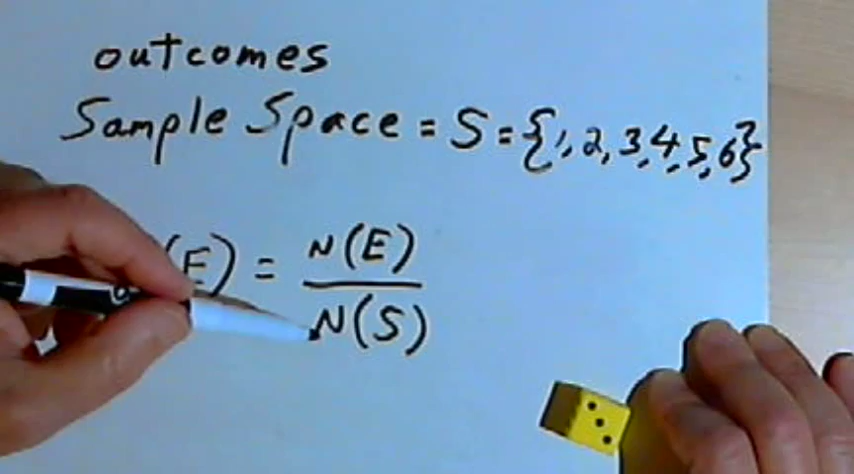 outcomes
Sample Space = S = {1, 2, 3, 4, 5, 6}
(E) = N(E) / N(S)